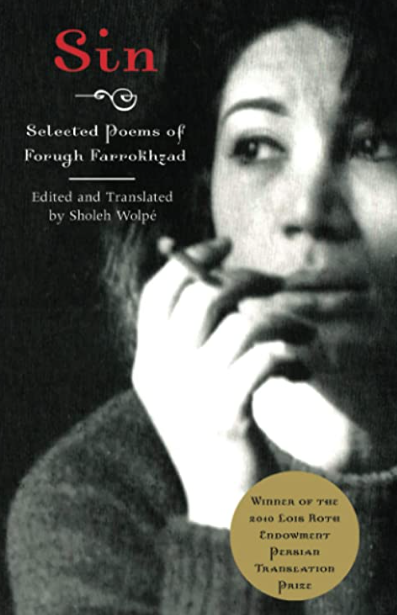 Sin
Selected Poems of
Forugh Farrokhzad
Edited and Translated
by Sholeh Wolpé
Winner of the
2010 Lois Roth
Endowment
Persian
Translation
Prize